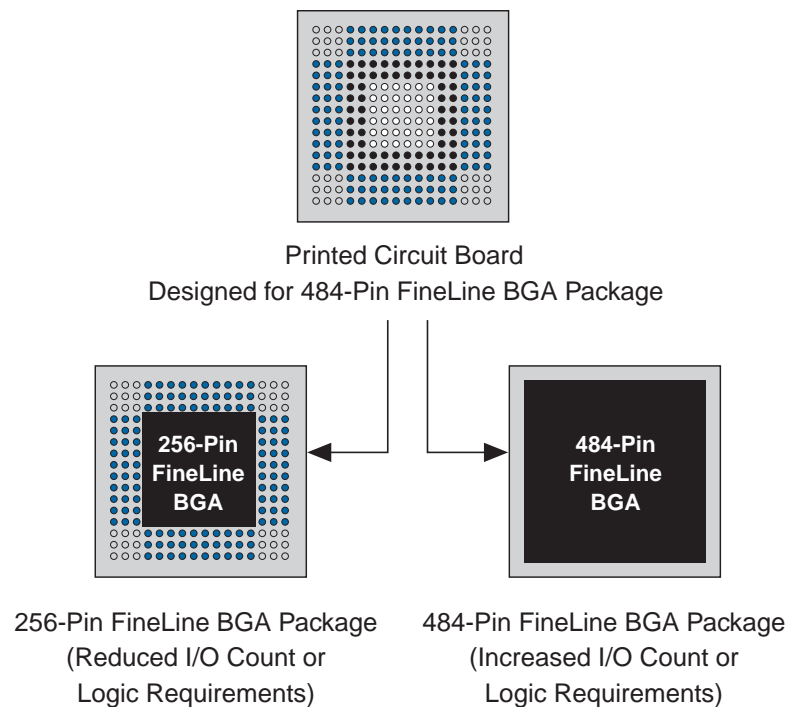 Printed Circuit Board
Designed for 484-Pin FineLine BGA Package
256-Pin
FineLine
BGA
484-Pin
FineLine
BGA
256-Pin FineLine BGA Package
(Reduced I/O Count or
Logic Requirements)
484-Pin FineLine BGA Package
(Increased I/O Count or
Logic Requirements)